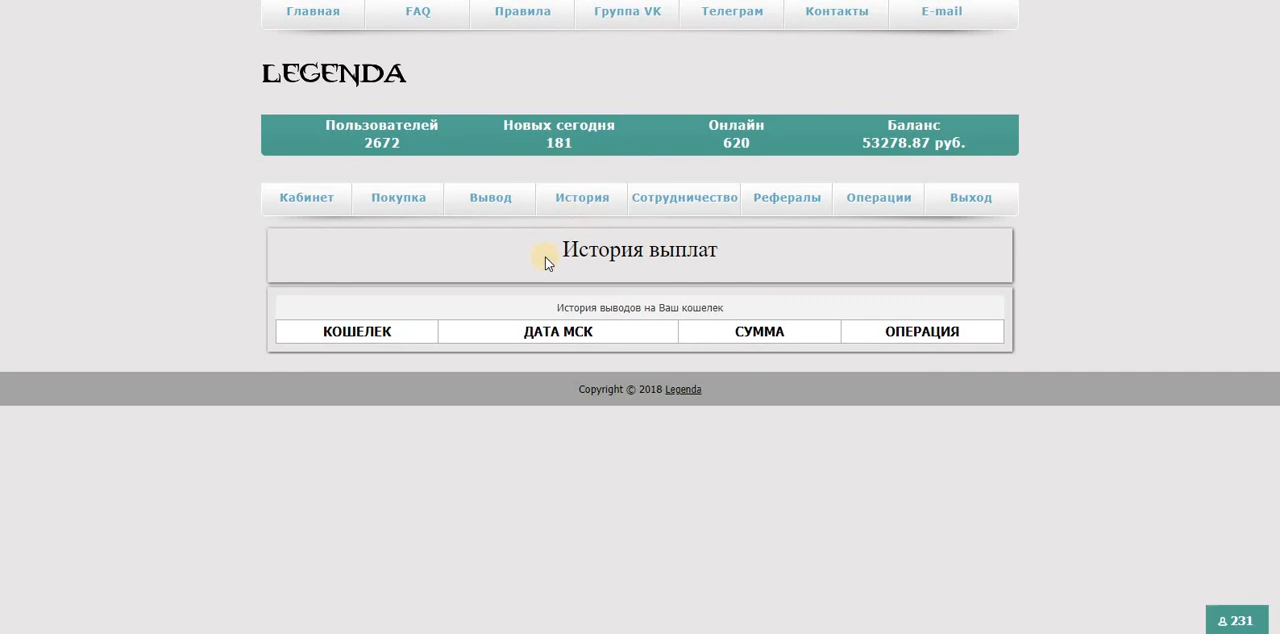 Главная FAQ Правила Группа VK Телеграм Контакты E-mail
LEGENDA
Пользователей Новых сегодня Онлайн Баланс
2672 181 620 53278.87 руб.
Кабинет Покупка Вывод История Сотрудничество Рефералы Операции Выход
История выплат
История выводов на Ваш кошелек
КОШЕЛЕК ДАТА МСК СУММА ОПЕРАЦИЯ
Copyright © 2018 Legenda
231